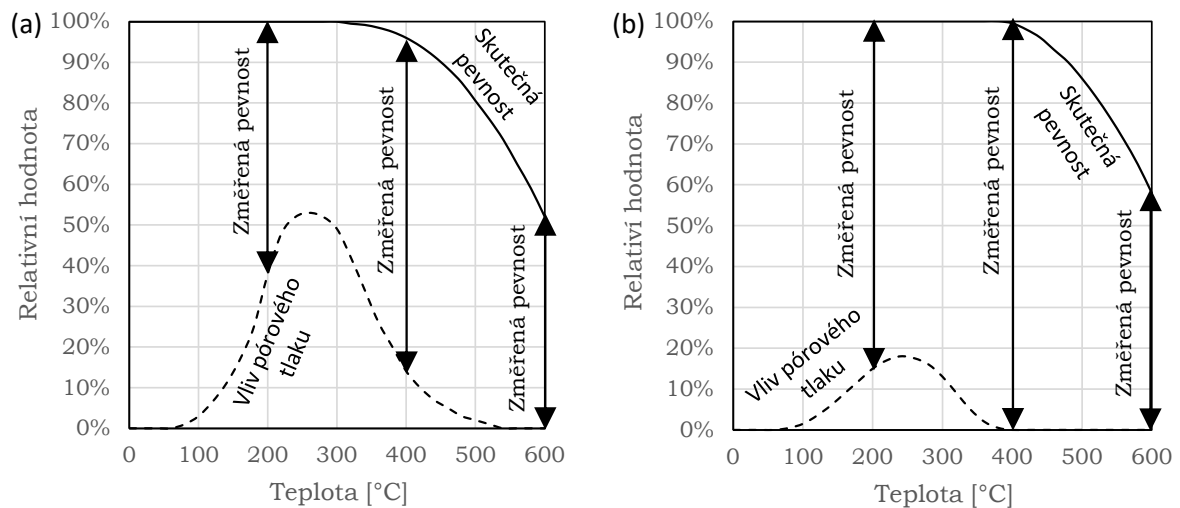 (a)
Relativní hodnota
100%
90%
80%
70%
60%
50%
40%
30%
20%
10%
0%
Změřená pevnost
Změřená pevnost
Změřená pevnost
Skutečná
pevnost
Vliv pórového
tlaku
0 100 200 300 400 500 600
Teplota [°C]
(b)
Relativí hodnota
100%
90%
80%
70%
60%
50%
40%
30%
20%
10%
0%
Změřená pevnost
Změřená pevnost
Změřená pevnost
Skutečná
pevnost
Vliv pórového
tlaku
0 100 200 300 400 500 600
Teplota [°C]